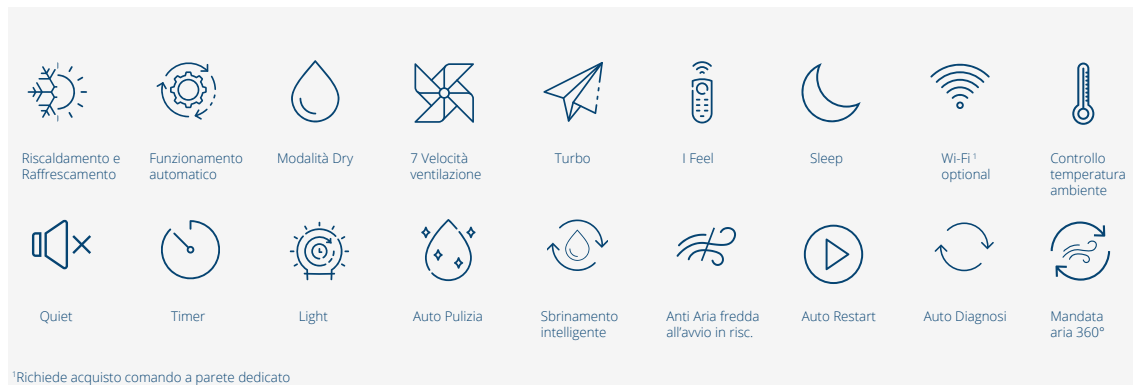 Riscaldamento e
Raffrescamento
Funzionamento
automatico
Modalità Dry
7 Velocità
ventilazione
Turbo
I Feel
Sleep
Wi-Fi ¹
optional
Controllo
temperatura
ambiente
Quiet
Timer
Light
Auto Pulizia
Sbrinamento
intelligente
Anti Aria fredda
all’avvio in risc.
Auto Restart
Auto Diagnosi
Mandata
aria 360°
¹Richiede acquisto comando a parete dedicato